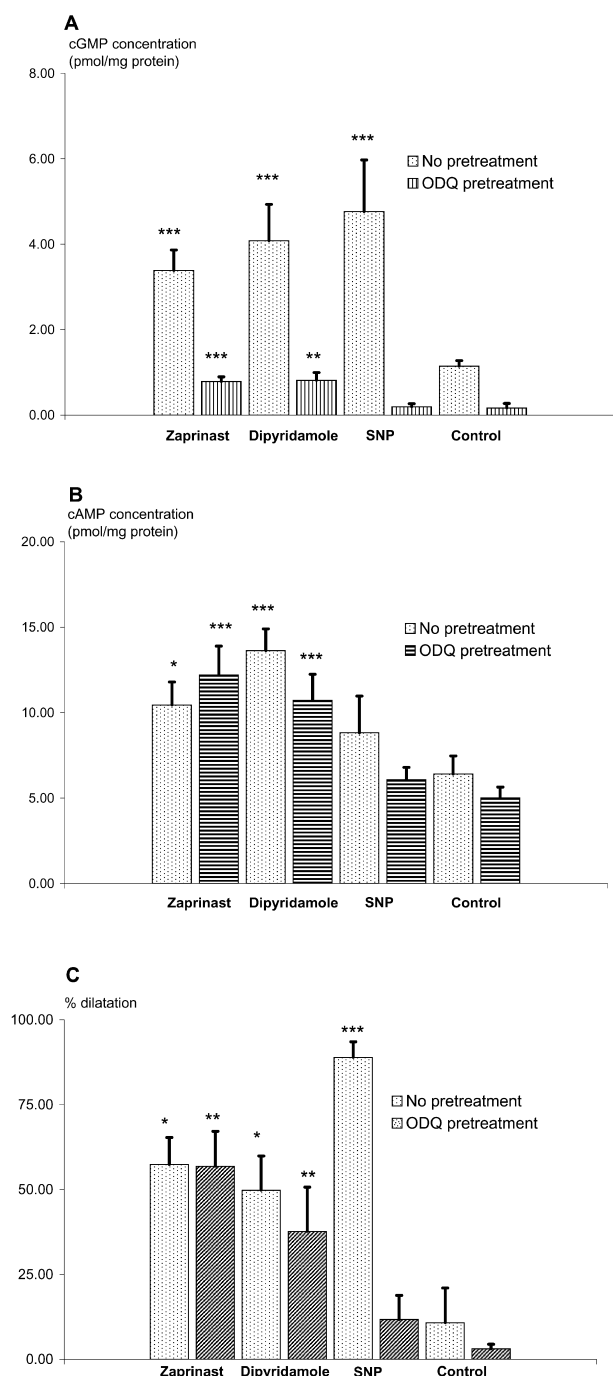 A
cGMP concentration
(pmol/mg protein)
8.00
***
6.00
***
No pretreatment
ODQ pretreatment
***
4.00
***
**
2.00
0.00
Zaprinast Dipyridamole SNP Control
B
cAMP concentration
(pmol/mg protein)
20.00
***
No pretreatment
***
15.00
ODQ pretreatment
***
*
10.00
5.00
0.00
Zaprinast Dipyridamole SNP Control
C
% dilatation
100.00
***
No pretreatment
75.00
ODQ pretreatment
* **
*
**
50.00
25.00
0.00
Zaprinast Dipyridamole SNP Control